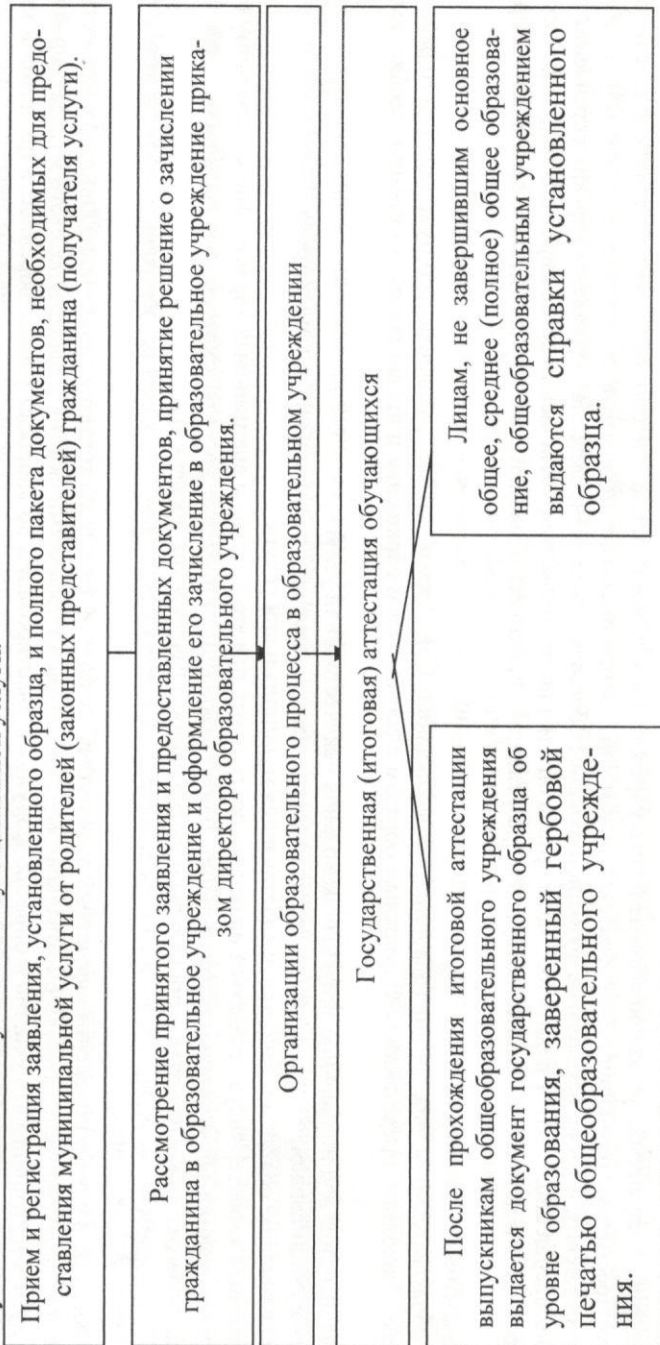 Прием и регистрация заявления, установленного образца, и полного пакета документов, необходимых для предо-
ставления муниципальной услуги от родителей (законных представителей) гражданина (получателя услуги).
Рассмотрение принятого заявления и предоставленных документов, принятие решение о зачислении
гражданина в образовательное учреждение и оформление его зачисление в образовательное учреждение прика-
зом директора образовательного учреждения.
Организации образовательного процесса в образовательном учреждении
Государственная (итоговая) аттестация обучающихся
После прохождения итоговой аттестации
выпускникам общеобразовательного учреждения
выдается документ государственного образца об
уровне образования, заверенный гербовой
печатью общеобразовательного учрежде-
ния.
Лицам, не завершившим основное
общее, среднее (полное) общее образова-
ние, общеобразовательным учреждением
выдаются справки установленного
образца.